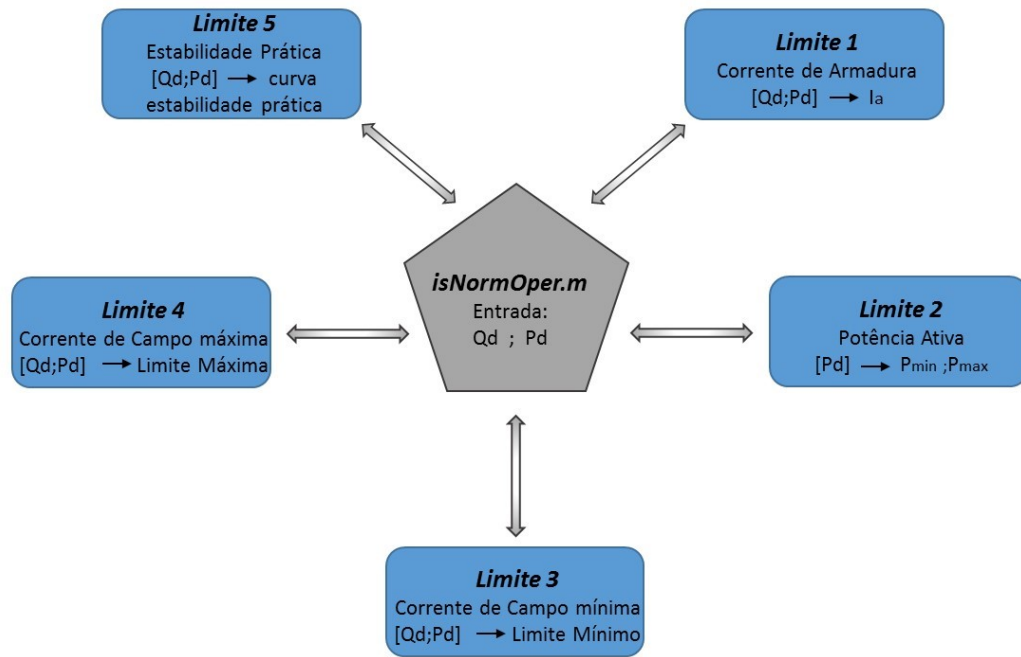 Limite 5
Estabilidade Prática
[Qd;Pd] → curva
estabilidade prática
Limite 1
Corrente de Armadura
[Qd;Pd] → Ia
isNormOper.m
Entrada:
Qd ; Pd
Limite 4
Corrente de Campo máxima
[Qd;Pd] → Limite Máxima
Limite 2
Potência Ativa
[Pd] → Pmin ;Pmax
Limite 3
Corrente de Campo mínima
[Qd;Pd] → Limite Mínimo